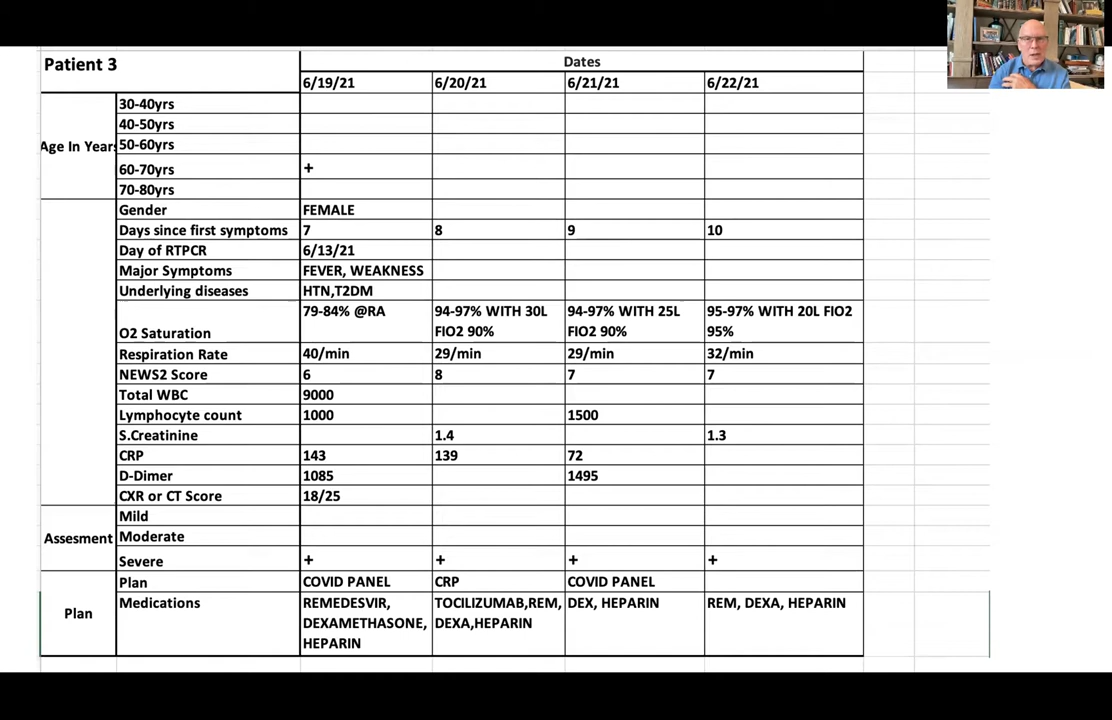 Patient 3
Dates
6/19/21 6/20/21 6/21/21 6/22/21
Age In Years
30-40yrs
40-50yrs
50-60yrs
60-70yrs +
70-80yrs
Gender FEMALE
Days since first symptoms 7 8 9 10
Day of RTPCR 6/13/21
Major Symptoms FEVER, WEAKNESS
Underlying diseases HTN,T2DM
O2 Saturation 79-84% @RA 94-97% WITH 30L FIO2 90% 94-97% WITH 25L FIO2 90% 95-97% WITH 20L FIO2 95%
Respiration Rate 40/min 29/min 29/min 32/min
NEWS2 Score 6 8 7 7
Total WBC 9000
Lymphocyte count 1000 1500
S.Creatinine 1.4 1.3
CRP 143 139 72
D-Dimer 1085 1495
CXR or CT Score 18/25
Assesment
Mild
Moderate
Severe + + + +
Plan
Plan COVID PANEL CRP COVID PANEL
Medications REMEDESVIR, DEXAMETHASONE, HEPARIN TOCILIZUMAB,REM, DEXA,HEPARIN DEX, HEPARIN REM, DEXA, HEPARIN